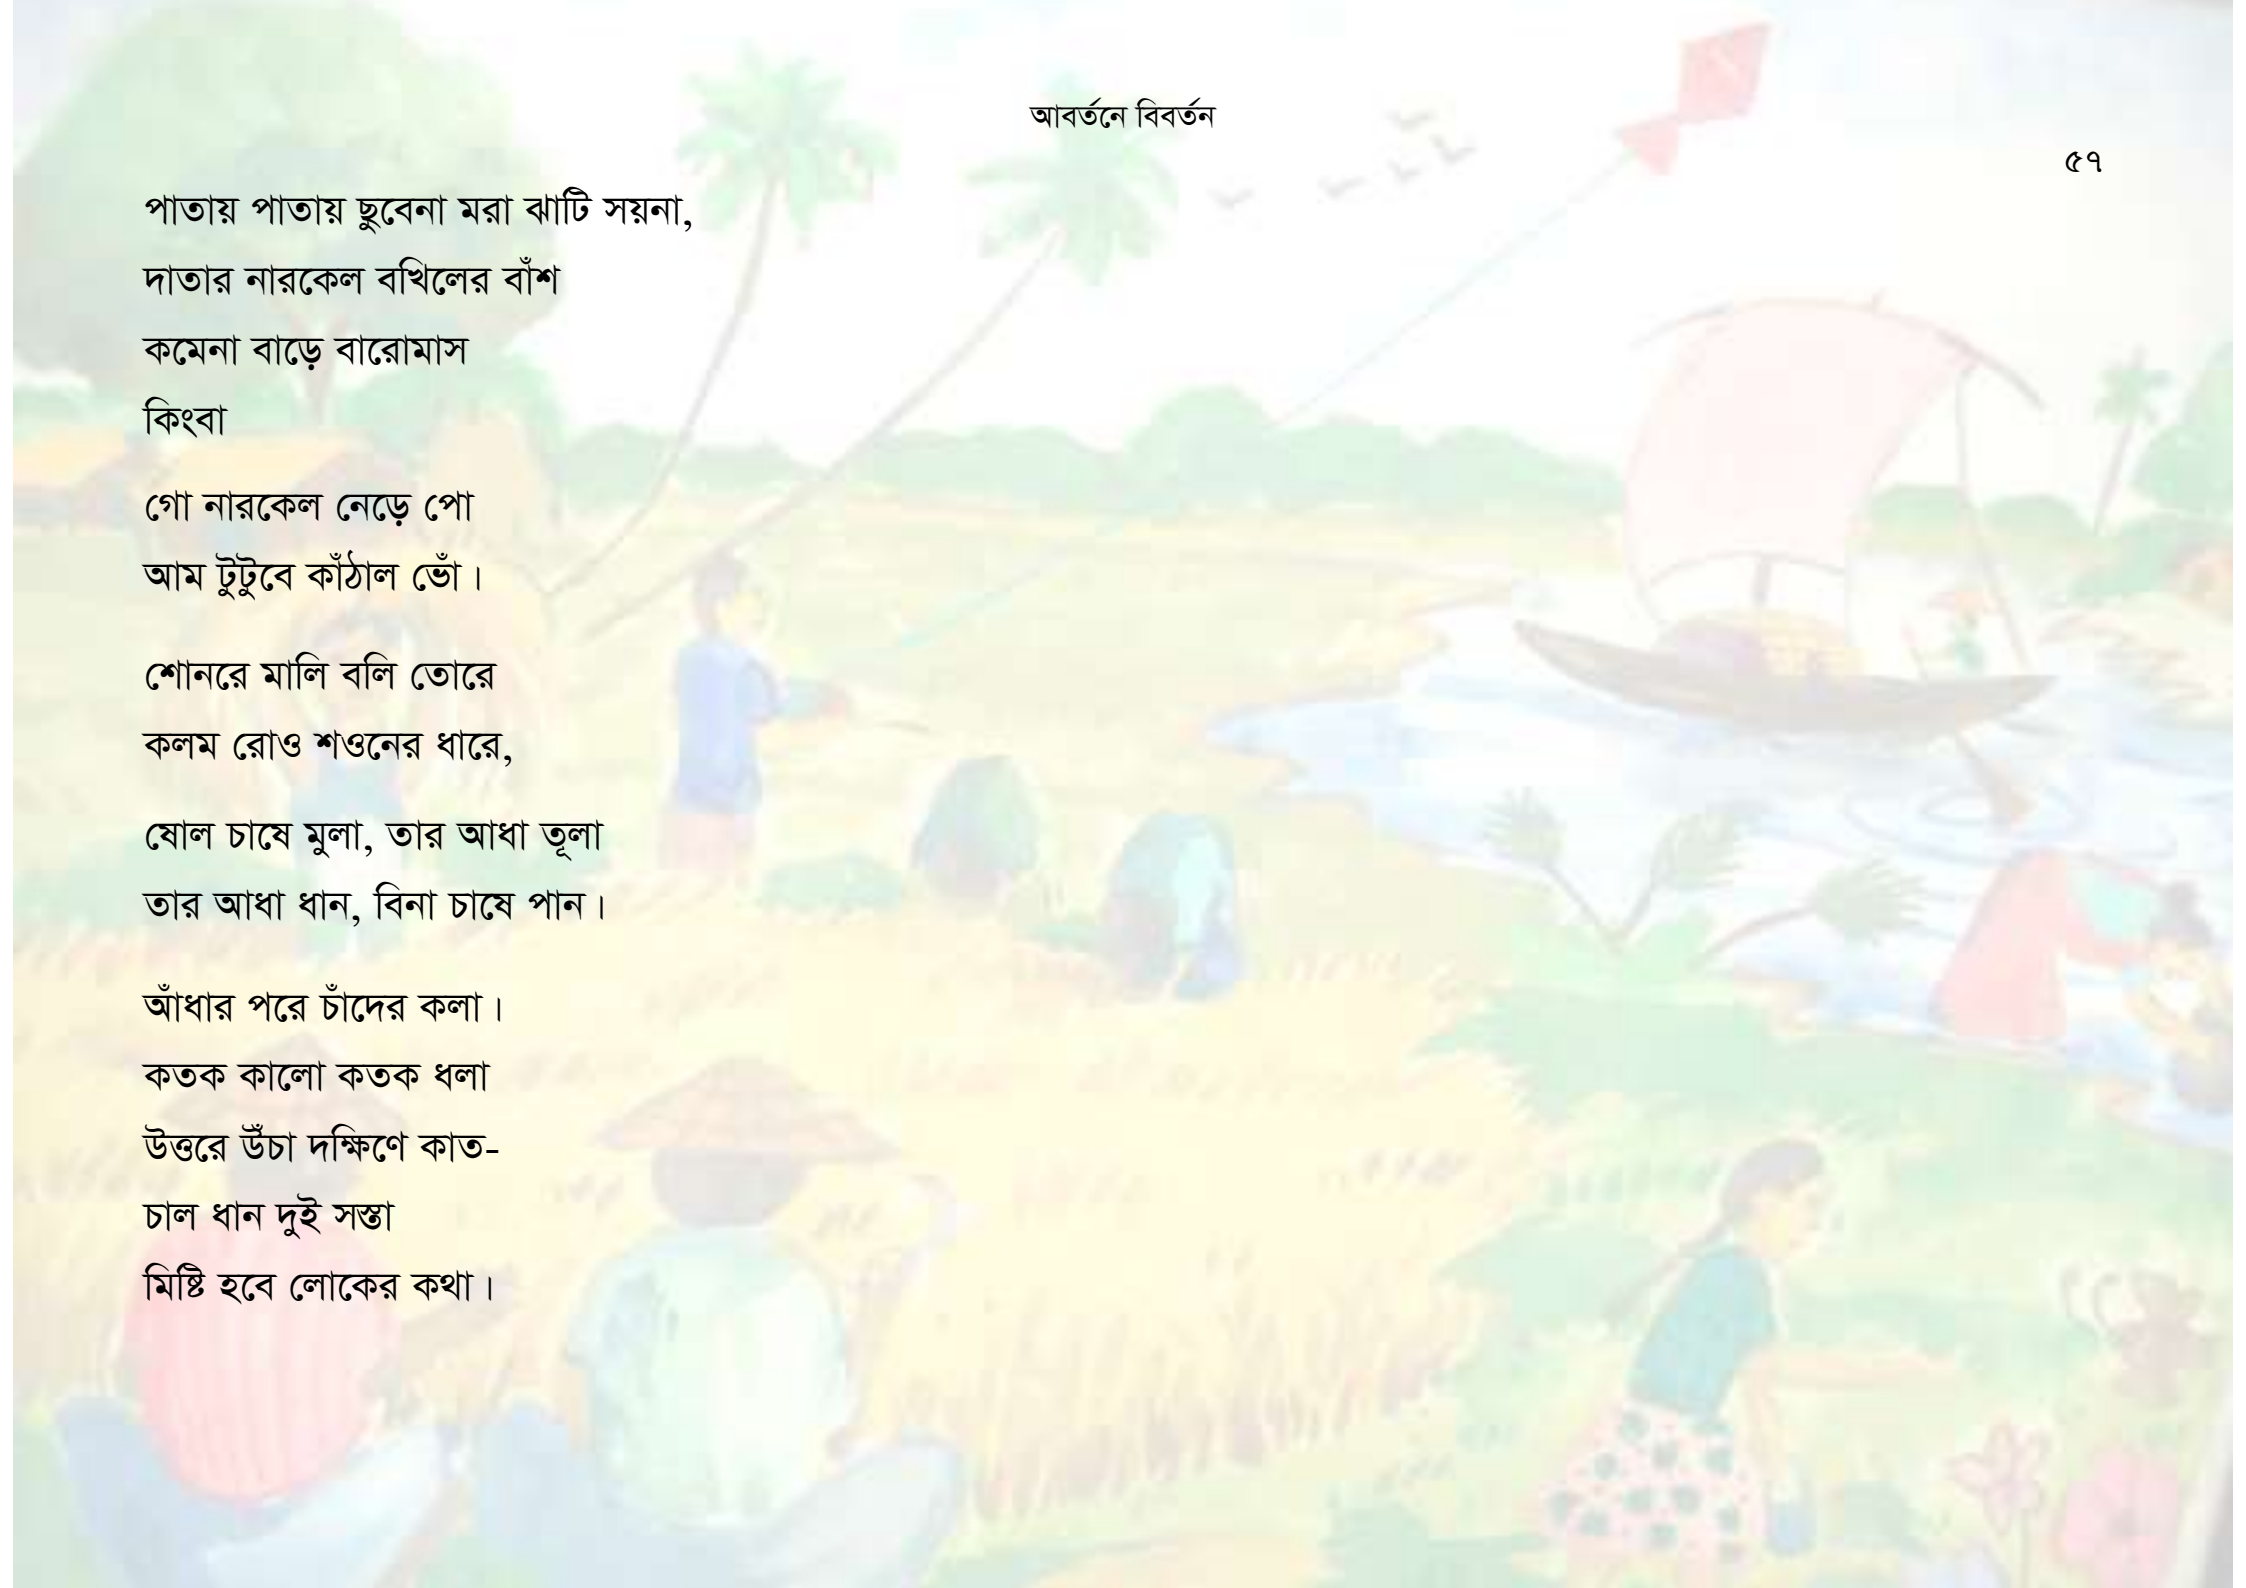 আবর্তনে বিবর্তন
৫৭
পাতায় পাতায় ছুবেনা মরা ঝাটি সয়না,
দাতার নারকেল বখিলের বাঁশ
কমেনা বাড়ে বারোমাস
কিংবা
গো নারকেল নেড়ে পো
আম টুটুবে কাঁঠাল ভোঁ।
শোনরে মালি বলি তোরে
কলম রোও শওনের ধারে,
ষোল চাষে মুলা, তার আধা তূলা
তার আধা ধান, বিনা চাষে পান।
আঁধার পরে চাঁদের কলা।
কতক কালো কতক ধলা
উত্তরে উঁচা দক্ষিণে কাত-
চাল ধান দুই সস্তা
মিষ্টি হবে লোকের কথা।